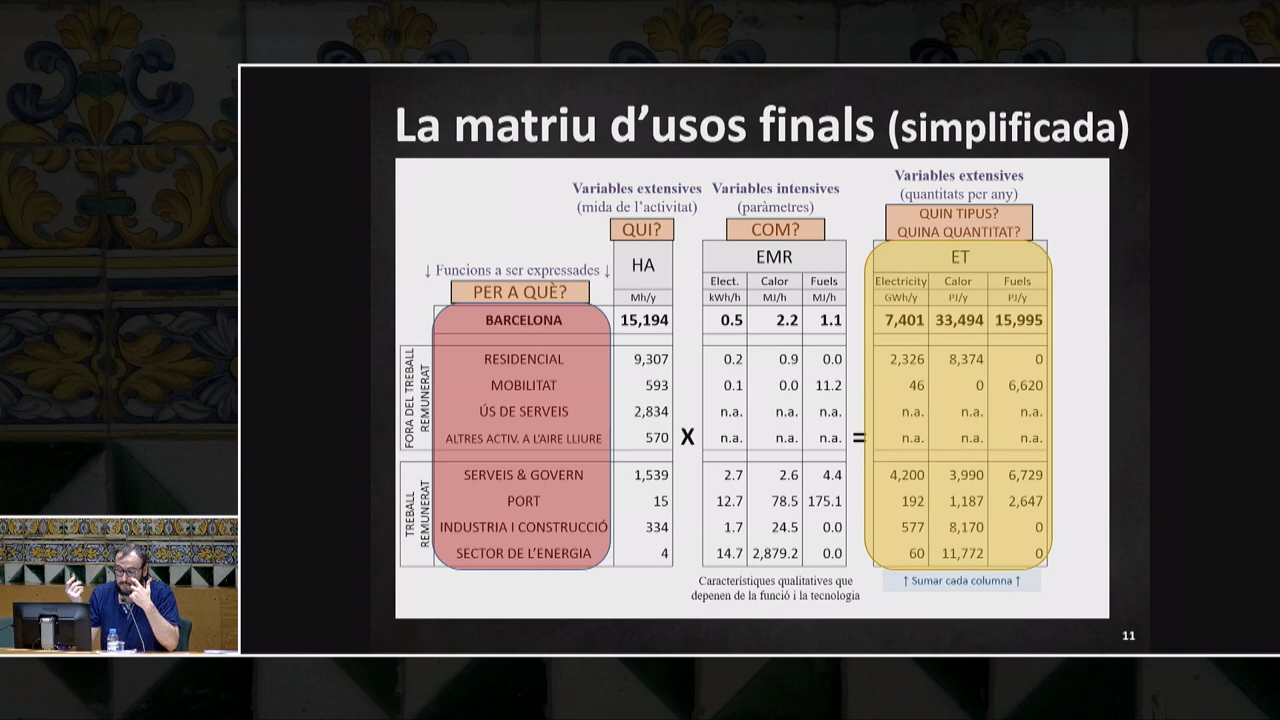 La matriu d'usos finals (simplificada)
Variables extensives
(mida de l'activitat)
Variables intensives
(paràmetres)
Variables extensives
(quantitats per any)
QUI?
COM?
QUIN TIPUS?
QUINA QUANTITAT?
↓ Funcions a ser expressades ↓
PER A QUÈ?
HA
EMR
ET
Elect. Calor Fuels
Electricity Calor Fuels
Mh/y kWh/h MJ/h MJ/h GWh/y PJ/y PJ/y
BARCELONA 15,194 0.5 2.2 1.1 7,401 33,494 15,995
FORA DEL TREBALL
REMUNERAT
RESIDENCIAL 9,307 0.2 0.9 0.0 2,326 8,374 0
MOBILITAT 593 0.1 0.0 11.2 46 0 6,620
ÚS DE SERVEIS 2,834 n.a. n.a. n.a. n.a. n.a. n.a.
ALTRES ACTIV. A L'AIRE LLIURE 570 X n.a. n.a. n.a. = n.a. n.a. n.a.
TREBALL
REMUNERAT
SERVEIS & GOVERN 1,539 2.7 2.6 4.4 4,200 3,990 6,729
PORT 15 12.7 78.5 175.1 192 1,187 2,647
INDUSTRIA I CONSTRUCCIÓ 334 1.7 24.5 0.0 577 8,170 0
SECTOR DE L'ENERGIA 4 14.7 2,879.2 0.0 60 11,772 0
Característiques qualitatives que
depenen de la funció i la tecnologia
↑ Sumar cada columna ↑
11